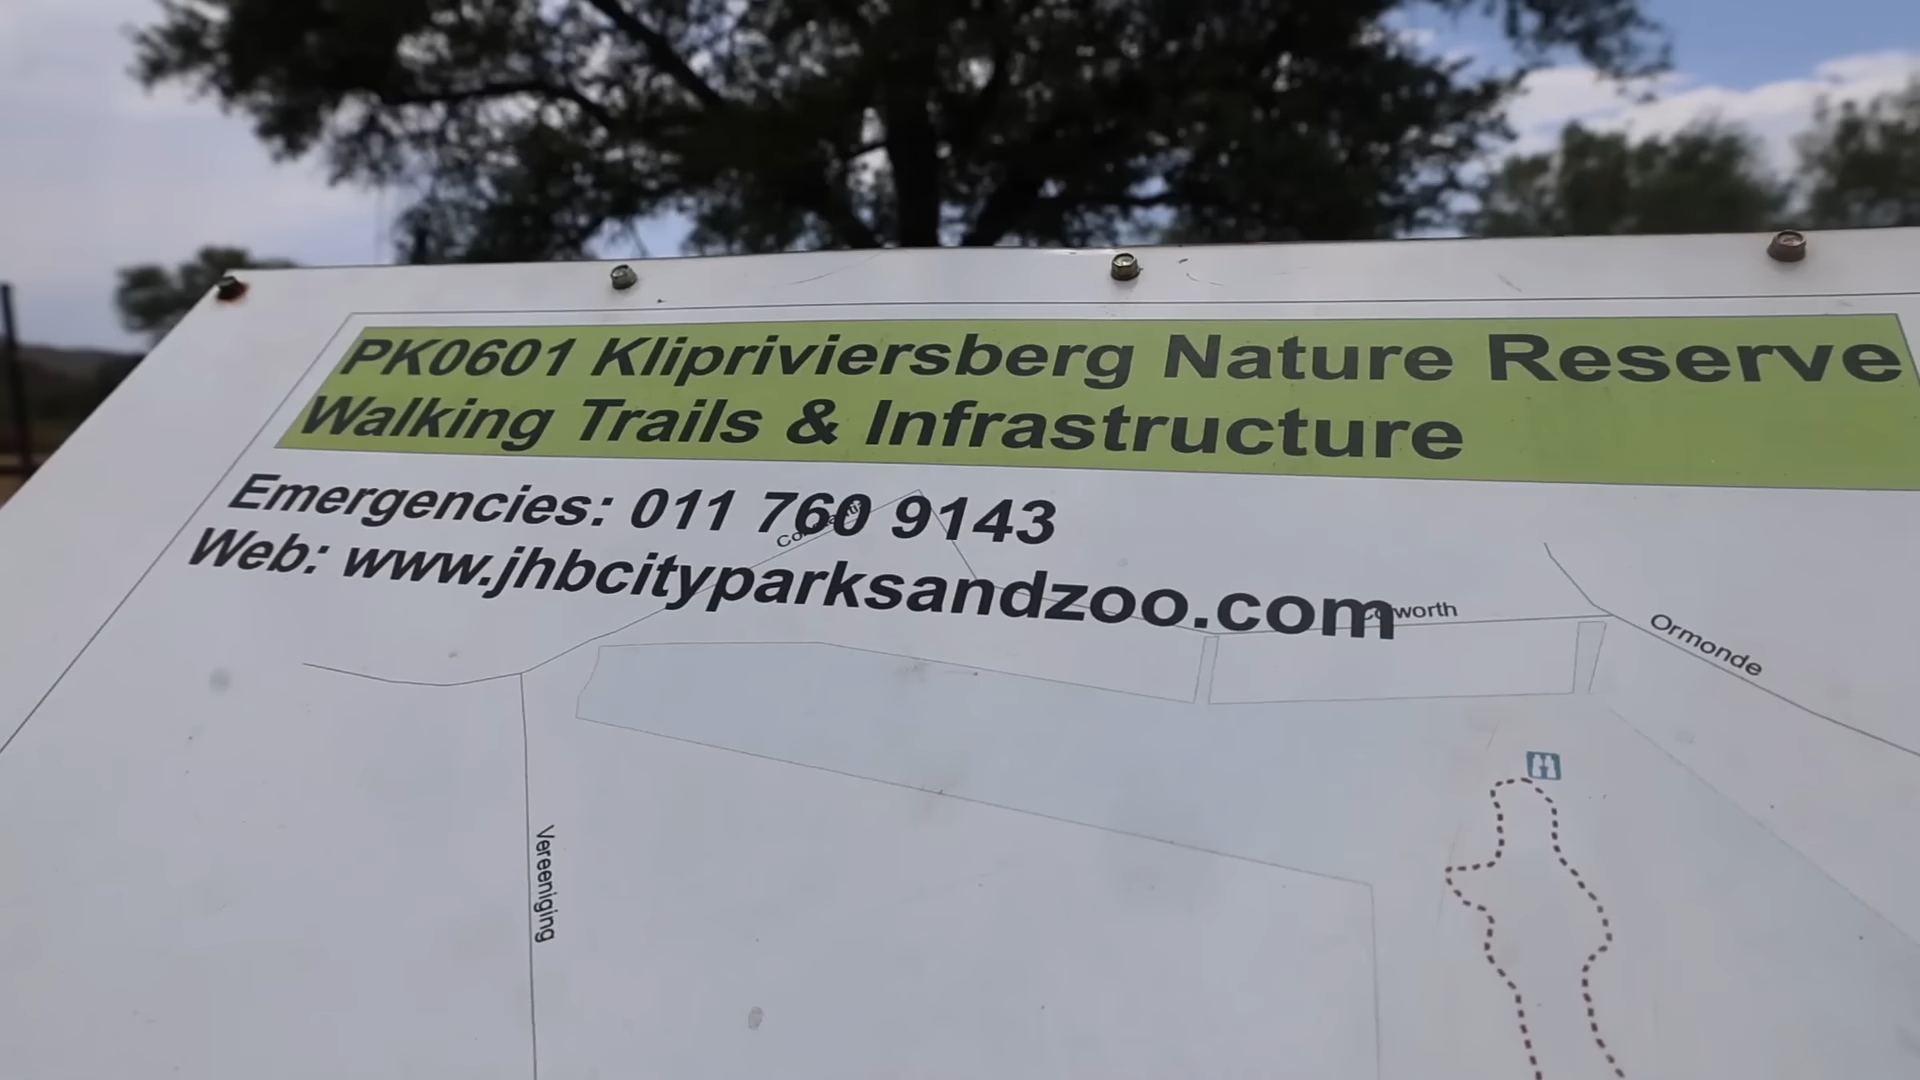 PK0601 Klipriviersberg Nature Reserve
Walking Trails & Infrastructure
Emergencies: 011 760 9143
Web: www.jhbcityparksandzoo.com
Ormonde
Vereeniging